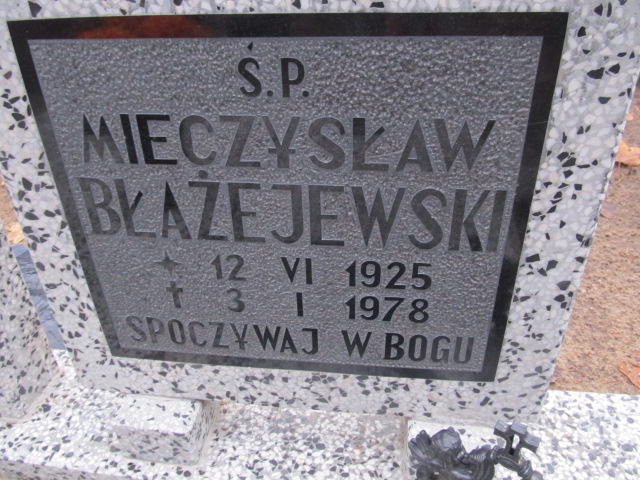 Ś.P.
MIECZYSŁAW
BŁAŻEJEWSKI
* 12 VI 1925
† 3 I 1978
SPOCZYWAJ W BOGU